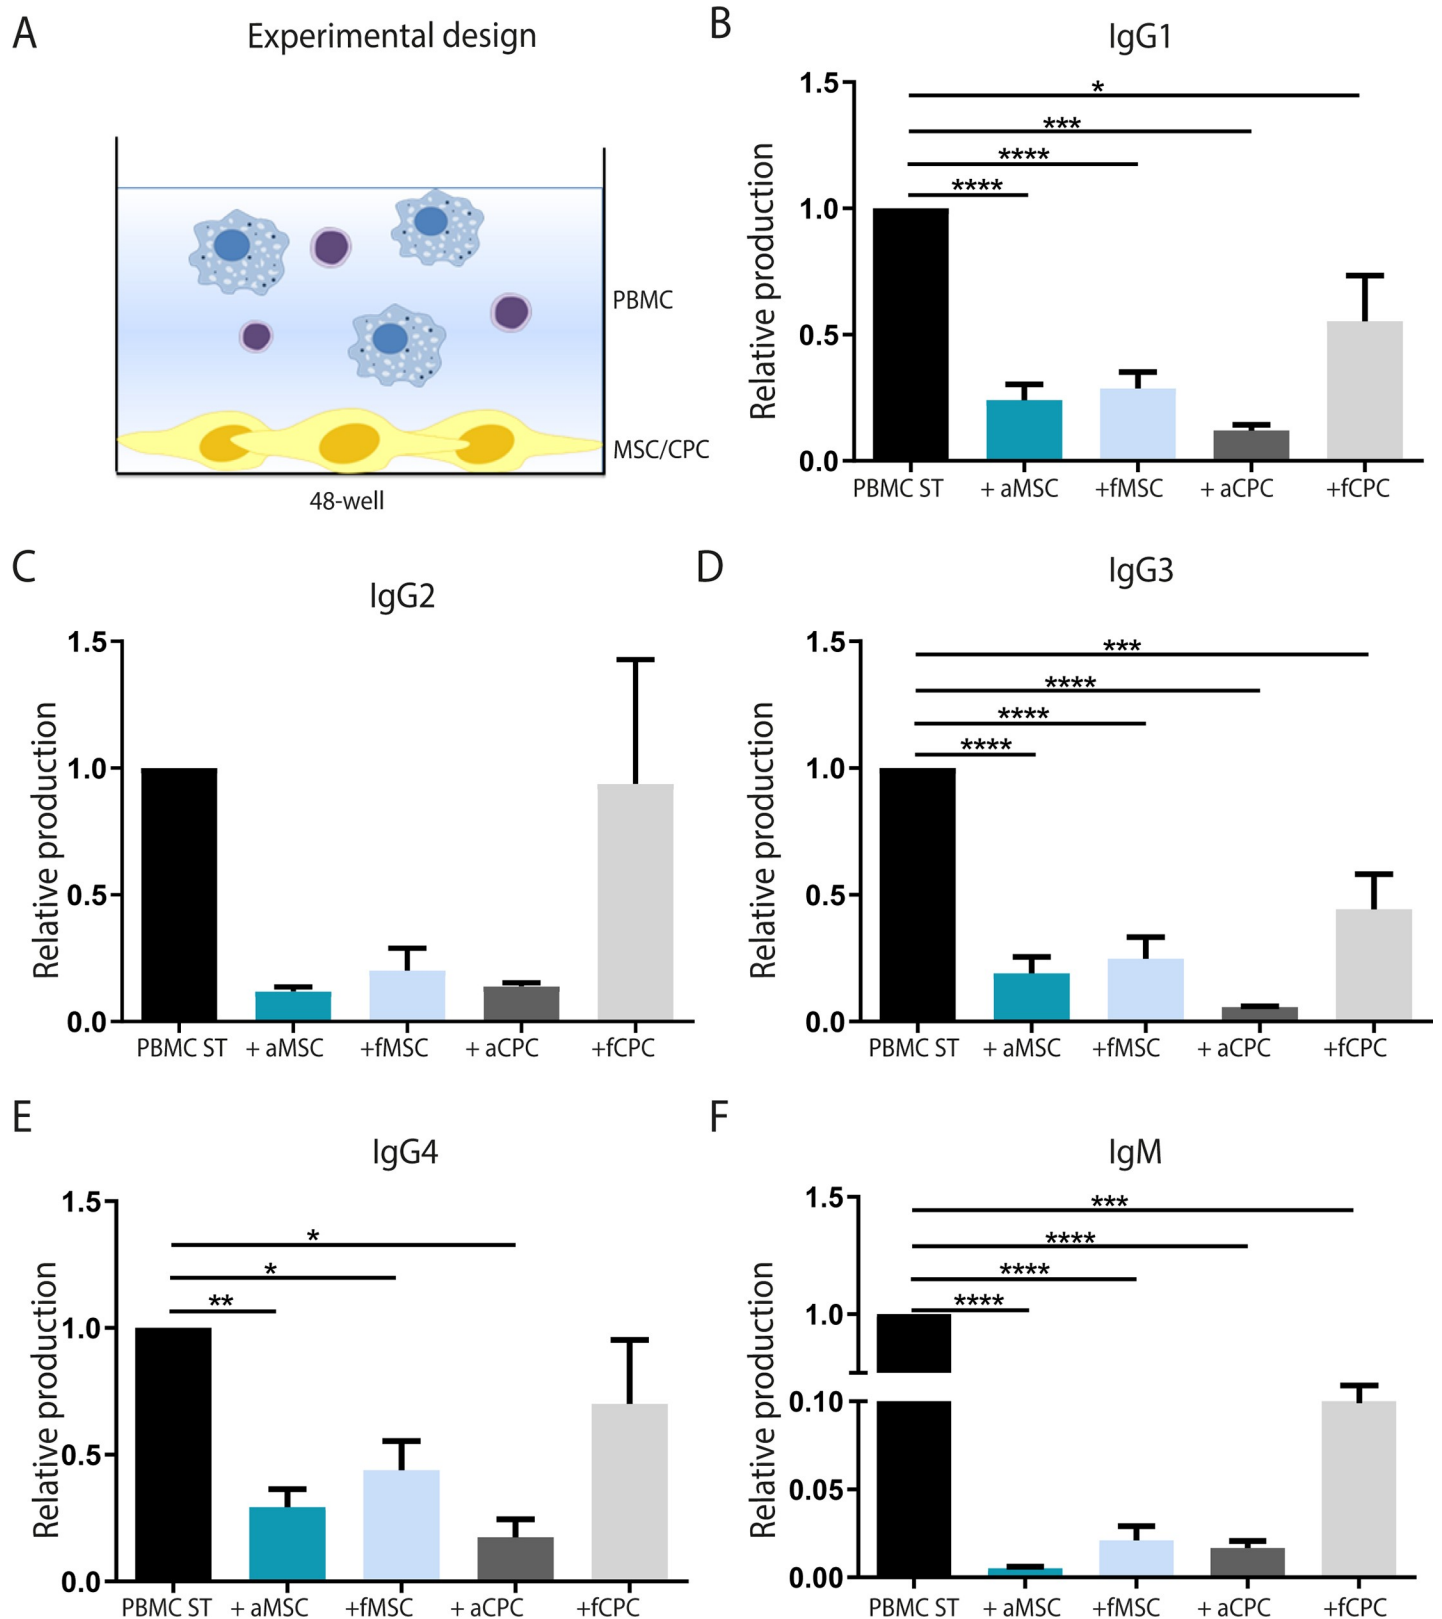 A
Experimental design
PBMC
MSC/CPC
48-well
B
IgG1
Relative production
1.5
1.0
0.5
0.0
*
***
****
****
PBMC ST
+ aMSC
+fMSC
+ aCPC
+fCPC
C
IgG2
Relative production
1.5
1.0
0.5
0.0
PBMC ST
+ aMSC
+fMSC
+ aCPC
+fCPC
D
IgG3
Relative production
1.5
1.0
0.5
0.0
***
****
****
****
PBMC ST
+ aMSC
+fMSC
+ aCPC
+fCPC
E
IgG4
Relative production
1.5
1.0
0.5
0.0
*
*
**
PBMC ST
+ aMSC
+fMSC
+ aCPC
+fCPC
F
IgM
Relative production
1.5
1.0
0.10
0.05
0.00
***
****
****
****
PBMC ST
+ aMSC
+fMSC
+ aCPC
+fCPC